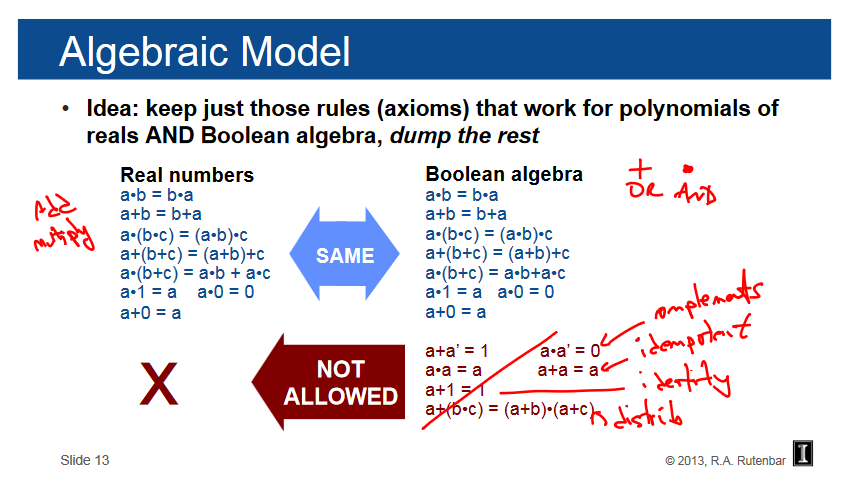 Algebraic Model
• Idea: keep just those rules (axioms) that work for polynomials of
reals AND Boolean algebra, dump the rest
Real numbers
a•b = b•a
a+b = b+a
a•(b•c) = (a•b)•c
a+(b+c) = (a+b)+c
a•(b+c) = a•b + a•c
a•1 = a a•0 = 0
a+0 = a
Add
multiply
SAME
Boolean algebra
a•b = b•a
a+b = b+a
a•(b•c) = (a•b)•c
a+(b+c) = (a+b)+c
a•(b+c) = a•b+a•c
a•1 = a a•0 = 0
a+0 = a
+ •
OR AND
X
NOT
ALLOWED
a+a’ = 1 a•a’ = 0
a•a = a a+a = a
a+1 = 1
a+(b•c) = (a+b)•(a+c)
omplements
idempotent
identity
distrib
Slide 13
© 2013, R.A. Rutenbar
I